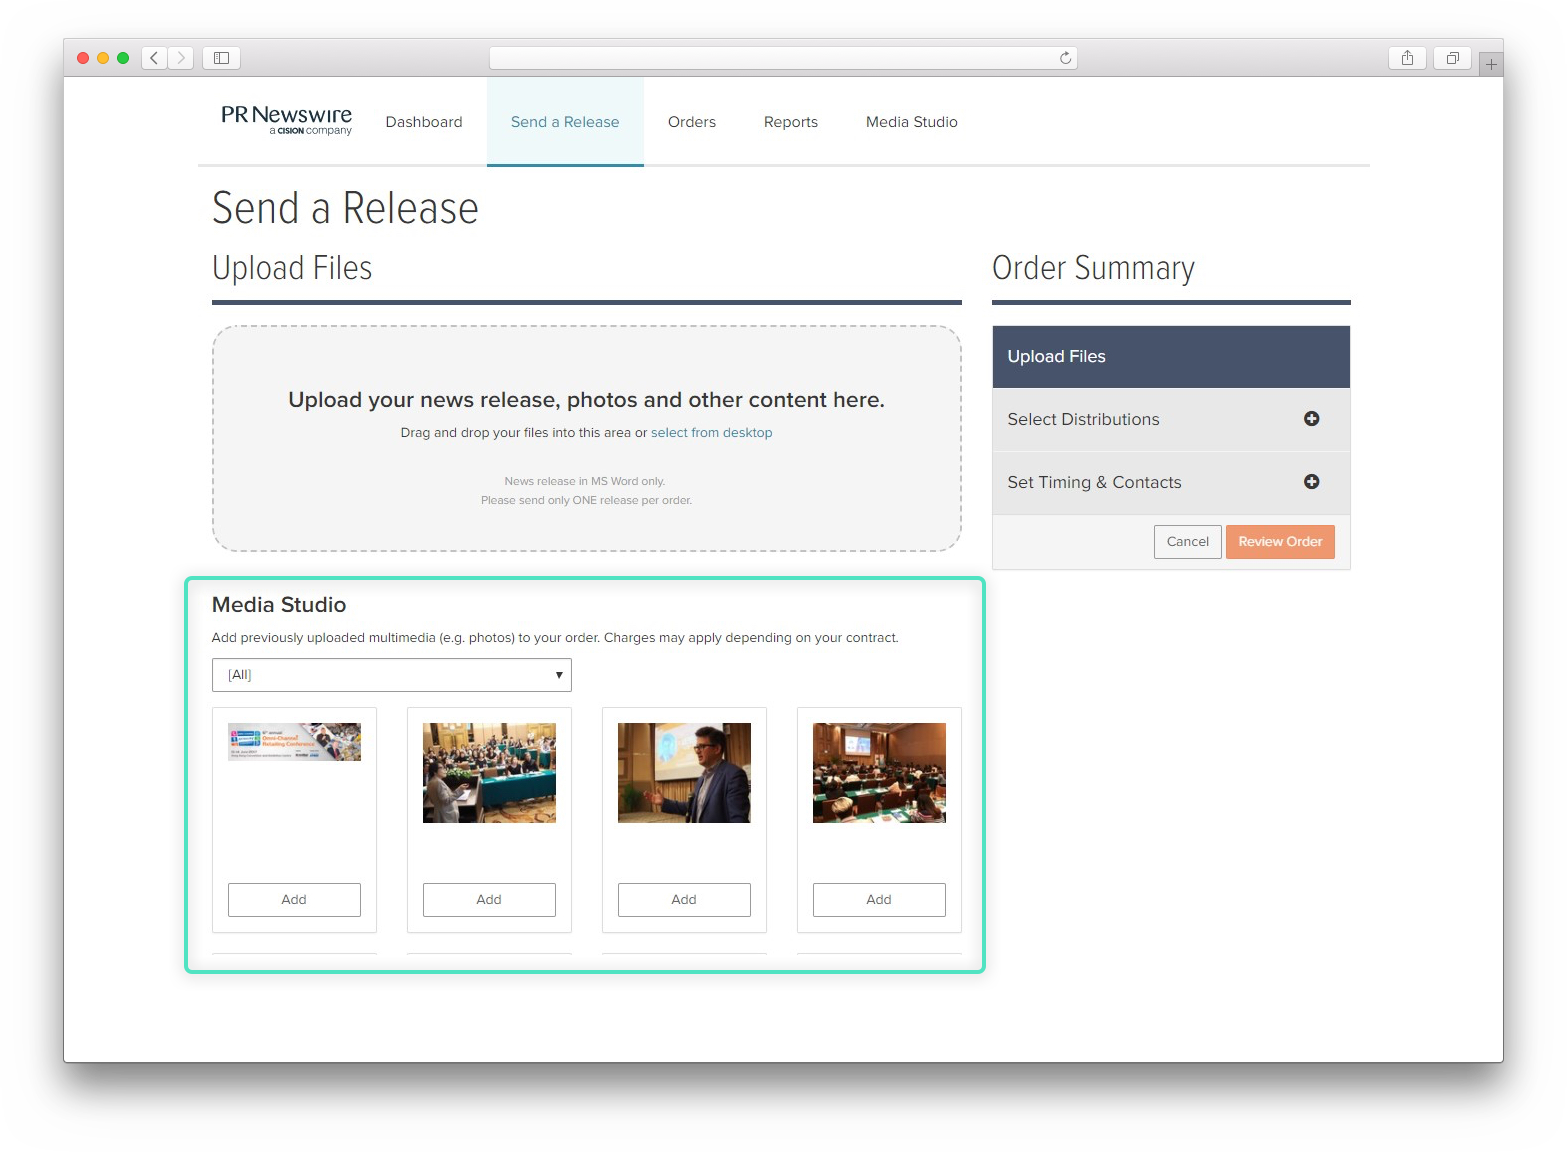 PR Newswire
a CISION company
Dashboard
Send a Release
Orders
Reports
Media Studio
Send a Release
Upload Files
Order Summary
Upload your news release, photos and other content here.
Drag and drop your files into this area or select from desktop
News release in MS Word only.
Please send only ONE release per order.
Upload Files
Select Distributions
Set Timing & Contacts
Cancel
Review Order
Media Studio
Add previously uploaded multimedia (e.g. photos) to your order. Charges may apply depending on your contract.
[All]
Omni-Channel
Retailing Conference
Add
Add
Add
Add